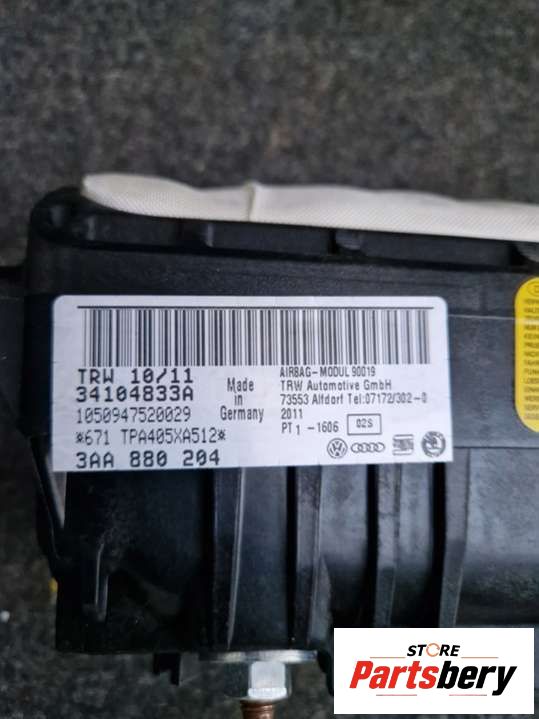 TRW 10/11
34104833A
1050947520029
*671 TPA405XA512*
3AA 880 204
Made in Germany
AIRBAG-MODUL 90019
TRW Automotive GmbH
73553 Alfdorf Tel:07172/302-0
2011
PT1 -1606 02S
STORE
Partsbery